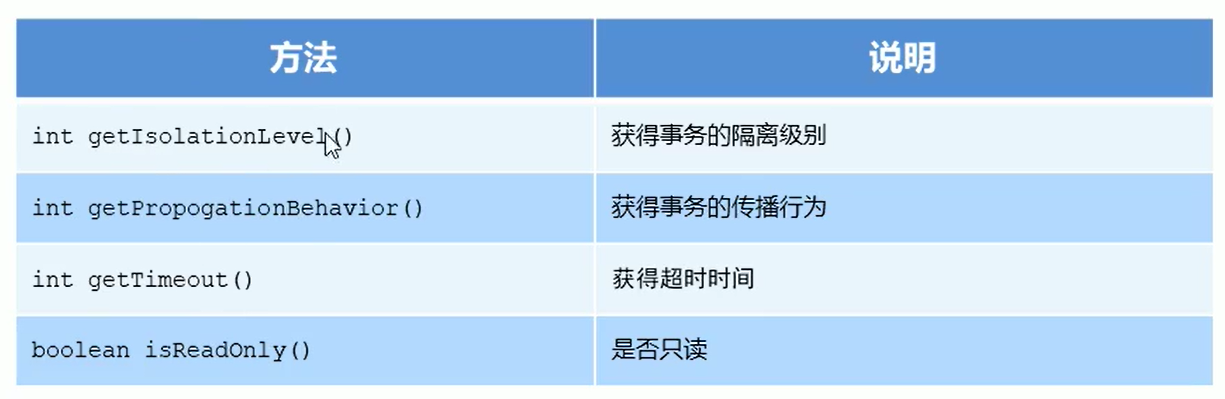 方法 说明
int getIsolationLevel() 获得事务的隔离级别
int getPropogationBehavior() 获得事务的传播行为
int getTimeout() 获得超时时间
boolean isReadOnly() 是否只读